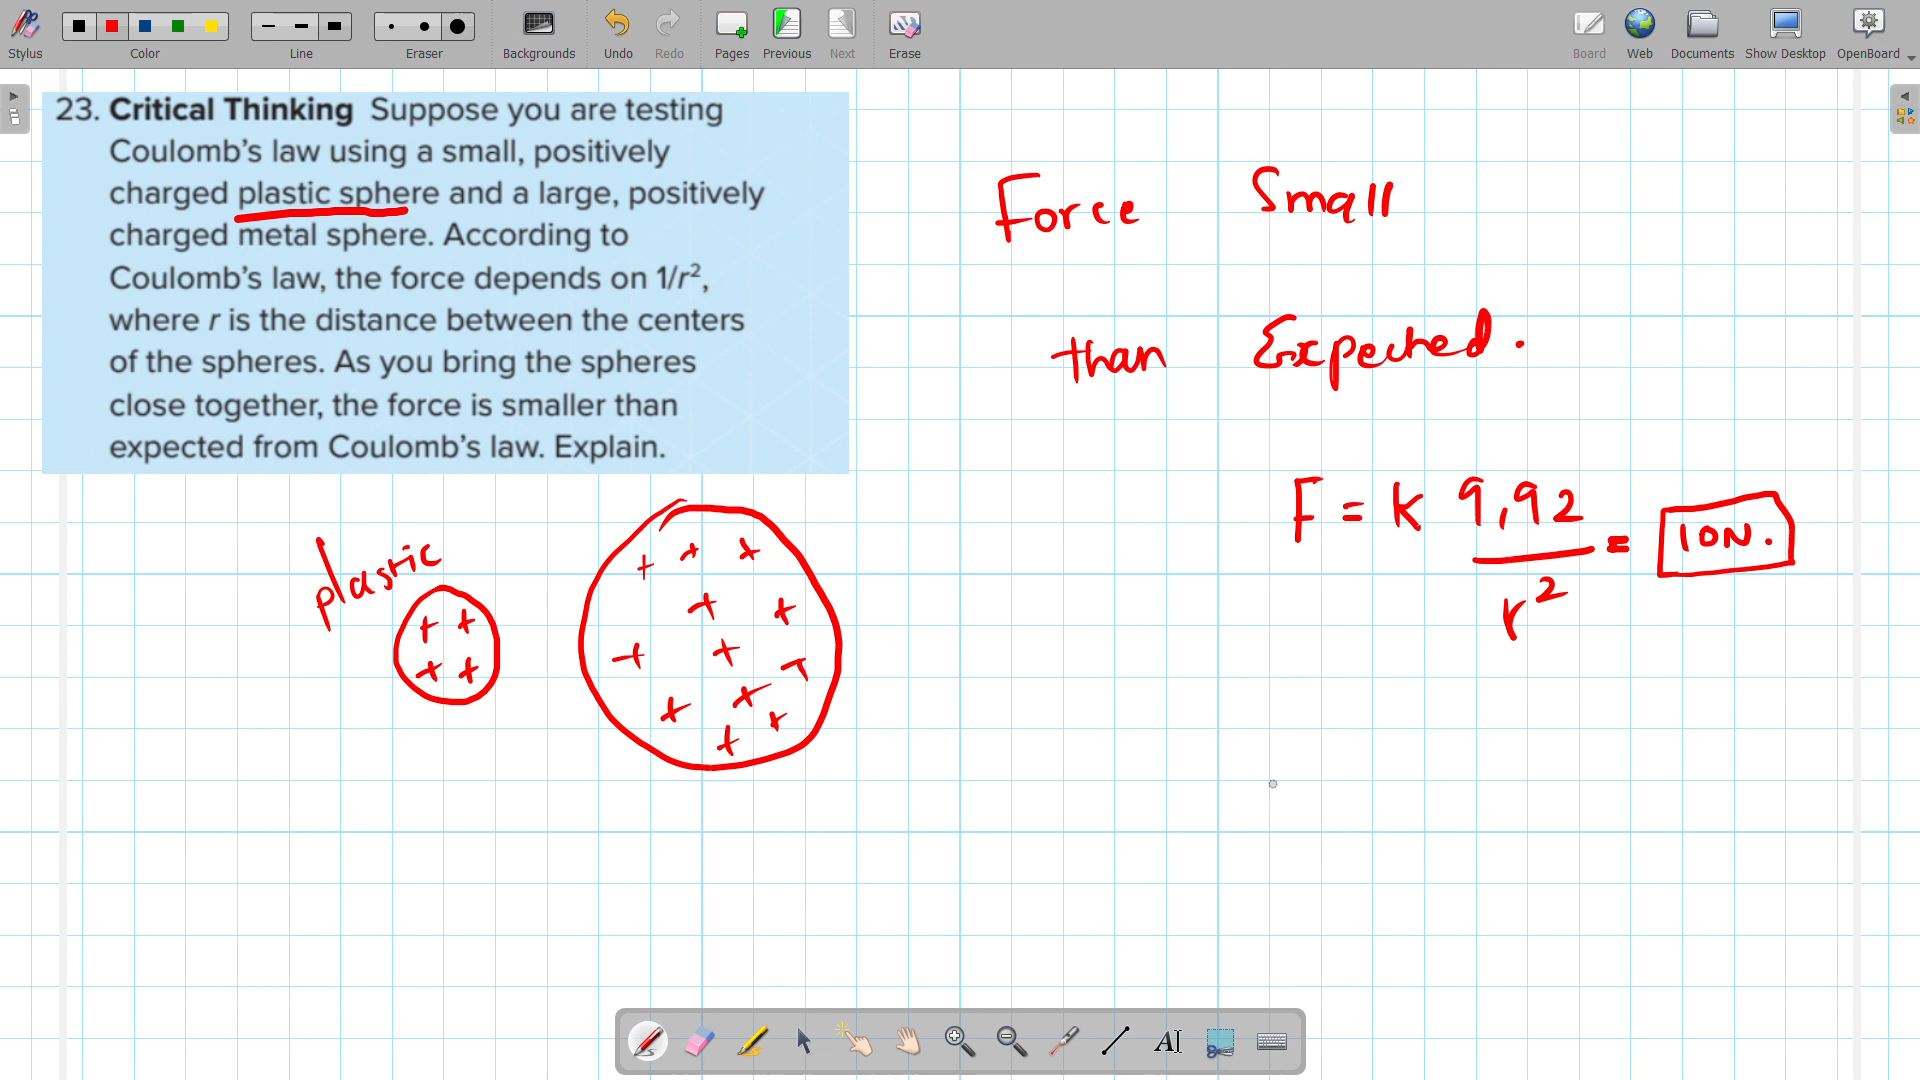 Stylus Color Line Eraser Backgrounds Undo Redo Pages Previous Next Erase Board Web Documents Show Desktop OpenBoard
23. Critical Thinking Suppose you are testing
Coulomb's law using a small, positively
charged plastic sphere and a large, positively
charged metal sphere. According to
Coulomb's law, the force depends on 1/r²,
where r is the distance between the centers
of the spheres. As you bring the spheres
close together, the force is smaller than
expected from Coulomb's law. Explain.
Force Small
than Expected.
F = K q₁q₂ / r² = 10N.
plastic
+ + + +
+ + + + + + + + + + + +